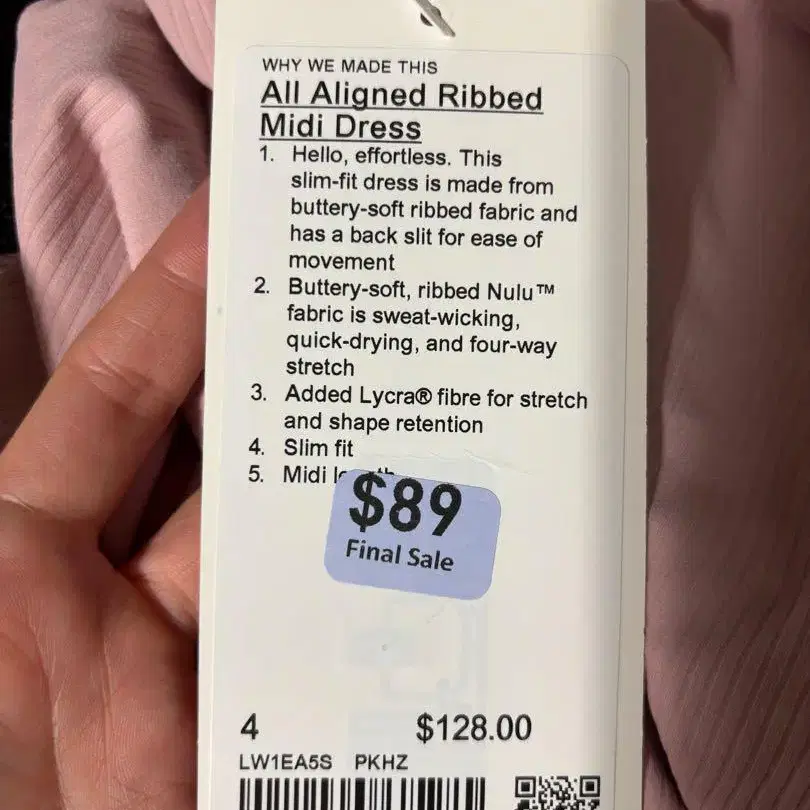 WHY WE MADE THIS
All Aligned Ribbed
Midi Dress
1. Hello, effortless. This
slim-fit dress is made from
buttery-soft ribbed fabric and
has a back slit for ease of
movement
2. Buttery-soft, ribbed Nulu™
fabric is sweat-wicking,
quick-drying, and four-way
stretch
3. Added Lycra® fibre for stretch
and shape retention
4. Slim fit
5. Midi
$89
Final Sale
4 $128.00
LW1EA5S PKHZ